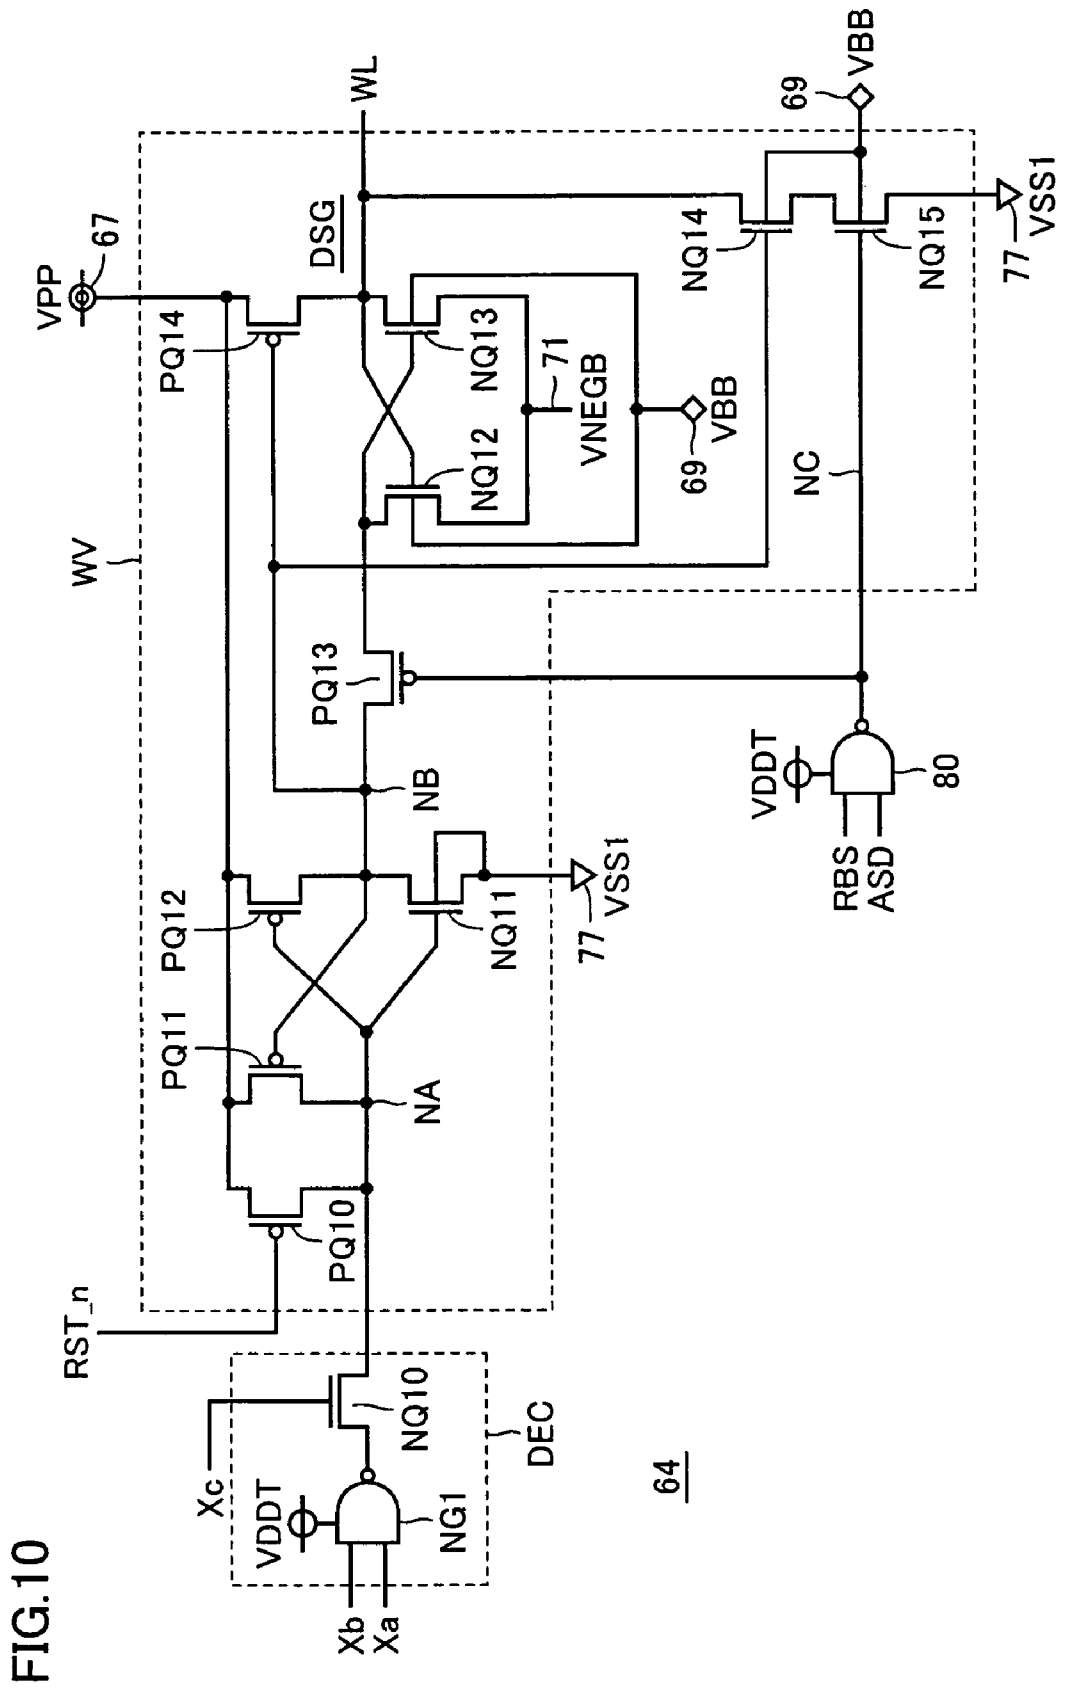 FIG.10
VPP
67
WV
PQ14
DSG
WL
RST_n
PQ10
PQ11
PQ12
NA
NB
PQ13
NQ11
77
VSS1
NQ12
NQ13
71
VNEGB
69
VBB
NQ14
NQ15
69
VBB
77
VSS1
NC
Xc
VDDT
Xb
Xa
NG1
NQ10
DEC
VDDT
RBS
ASD
80
64